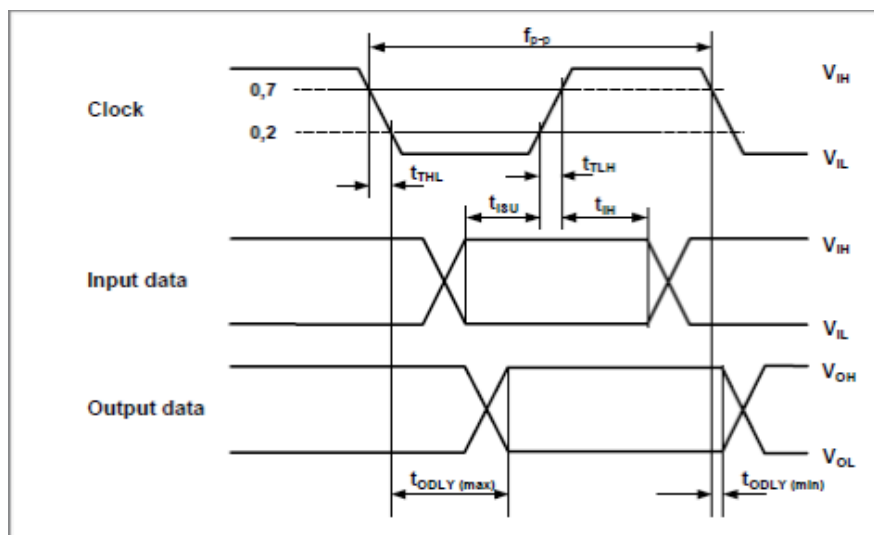 fp-p
VIH
0,7
Clock
0,2
VIL
tTHL
tTLH
tISU
tIH
VIH
Input data
VIL
VOH
Output data
VOL
tODLY (max)
tODLY (min)